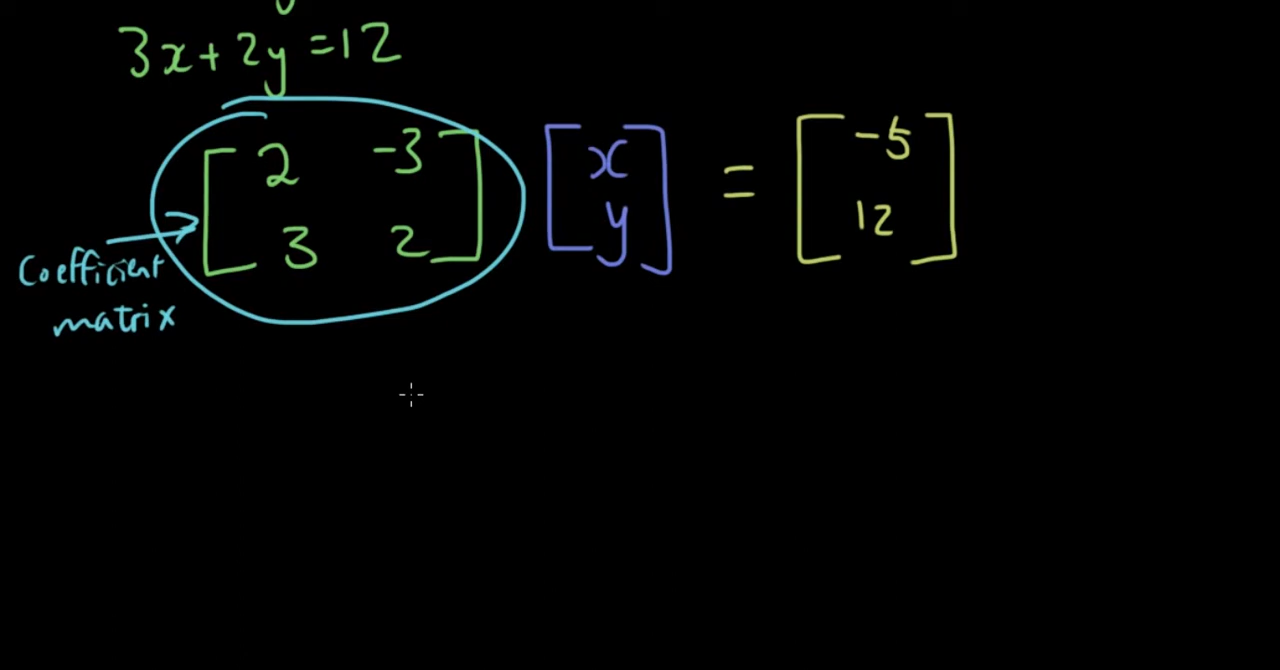 3x+2y=12
[2 -3
3 2] [x
y] = [-5
12]
Coefficient
matrix